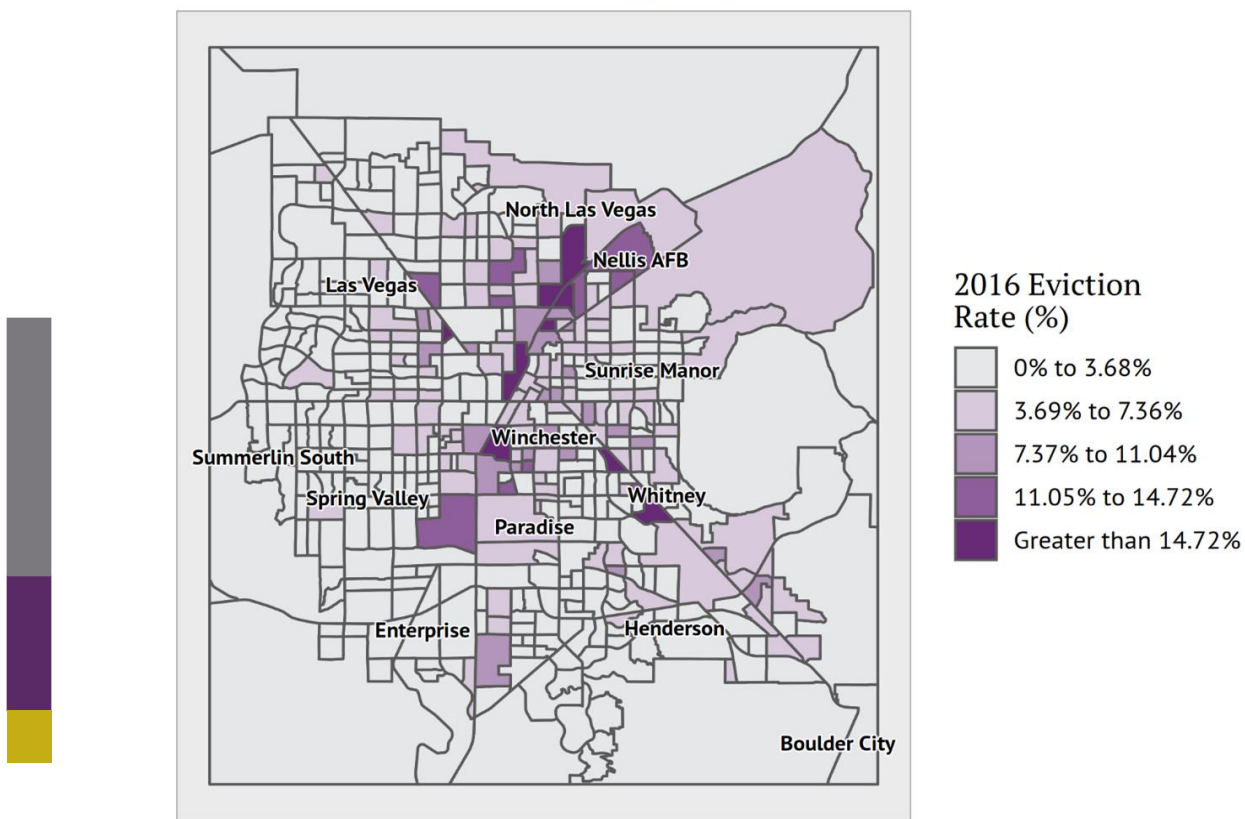 North Las Vegas
Nellis AFB
Las Vegas
Sunrise Manor
Winchester
Summerlin South
Spring Valley
Whitney
Paradise
Enterprise
Henderson
Boulder City
2016 Eviction
Rate (%)
0% to 3.68%
3.69% to 7.36%
7.37% to 11.04%
11.05% to 14.72%
Greater than 14.72%